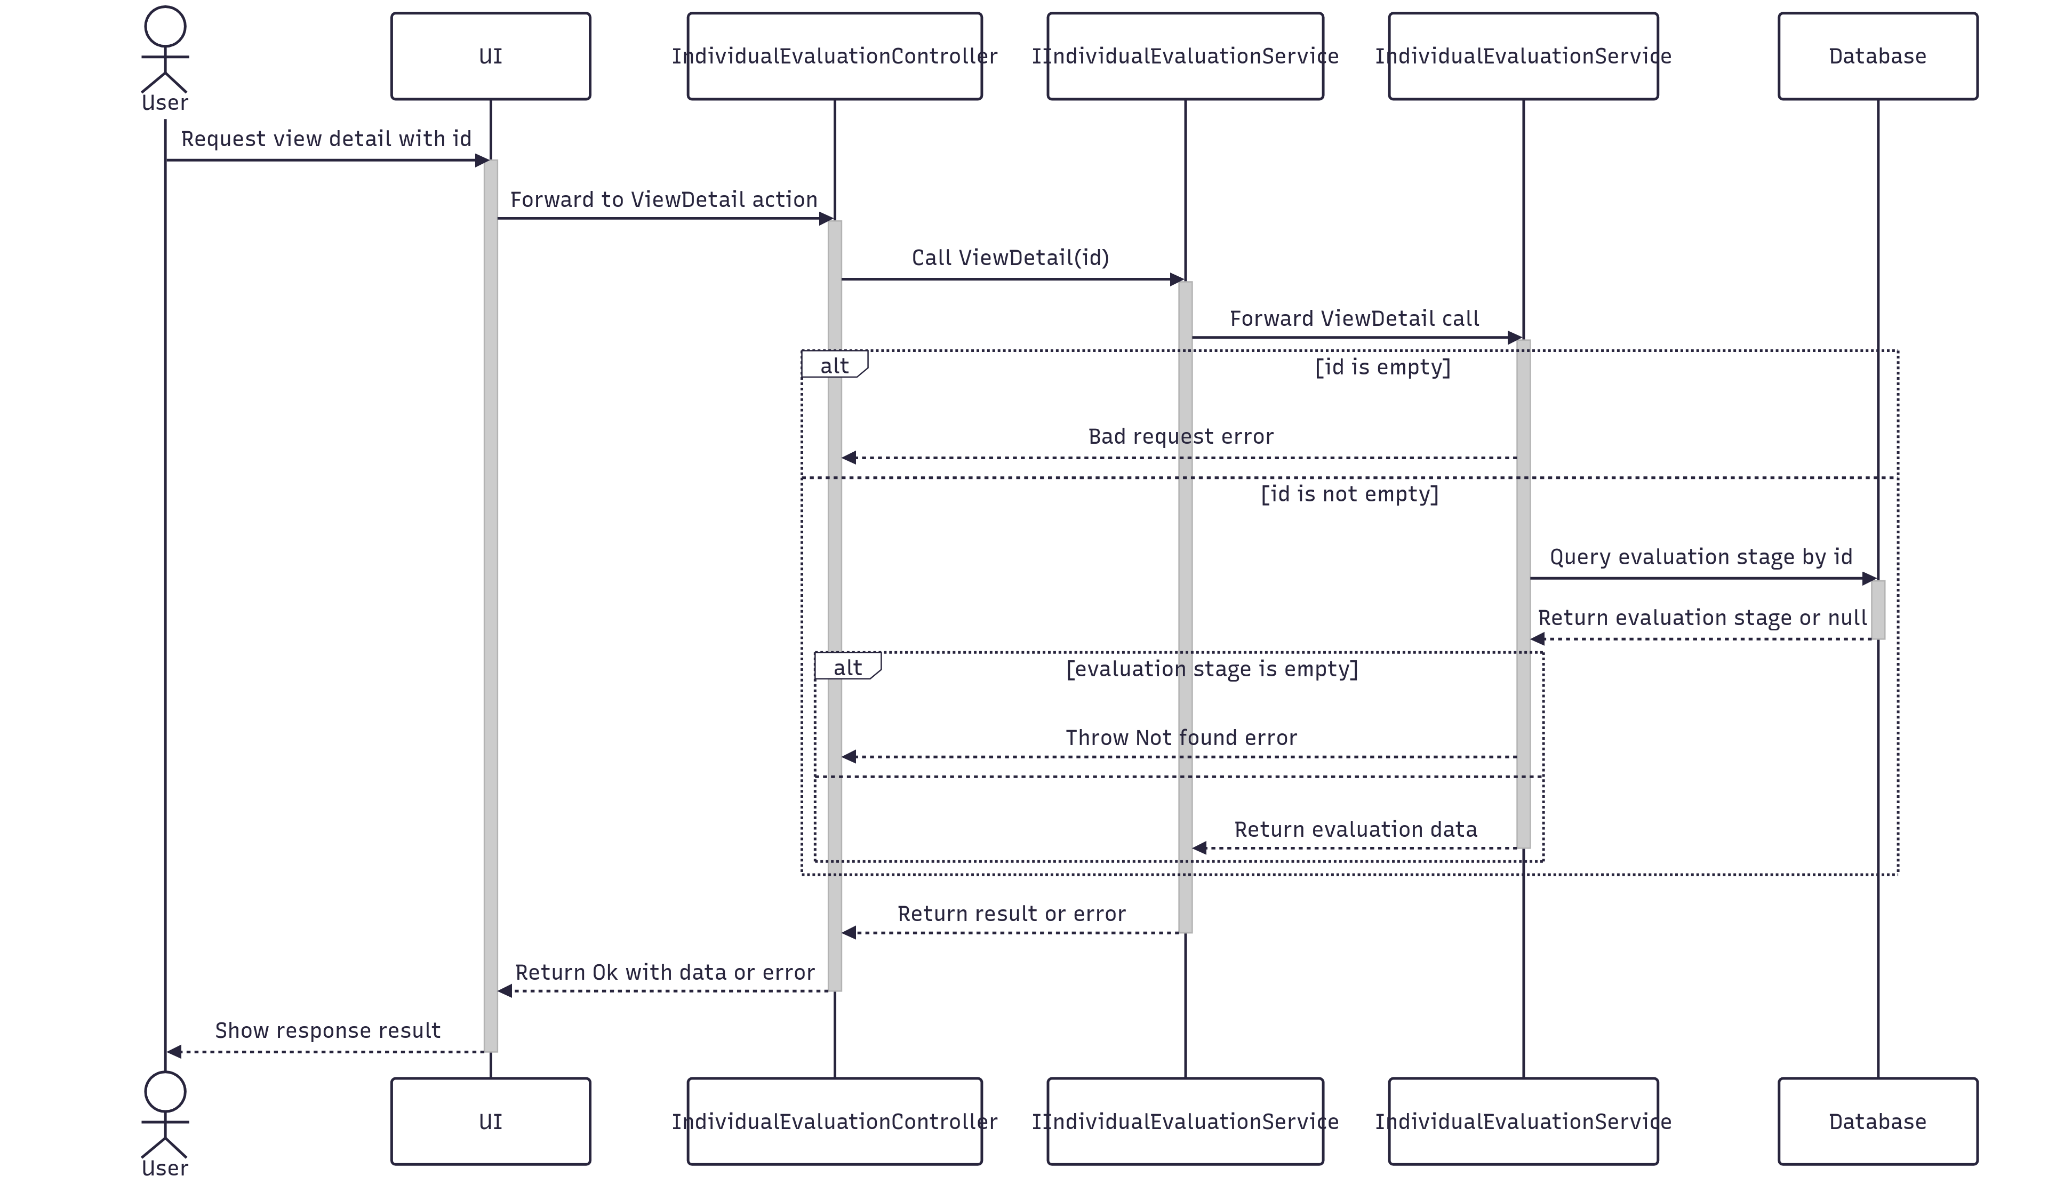 UI
IndividualEvaluationController
IIndividualEvaluationService
IndividualEvaluationService
Database
User
Request view detail with id
Forward to ViewDetail action
Call ViewDetail(id)
Forward ViewDetail call
alt
[id is empty]
Bad request error
[id is not empty]
Query evaluation stage by id
Return evaluation stage or null
alt
[evaluation stage is empty]
Throw Not found error
Return evaluation data
Return result or error
Return Ok with data or error
Show response result
UI
IndividualEvaluationController
IIndividualEvaluationService
IndividualEvaluationService
Database
User